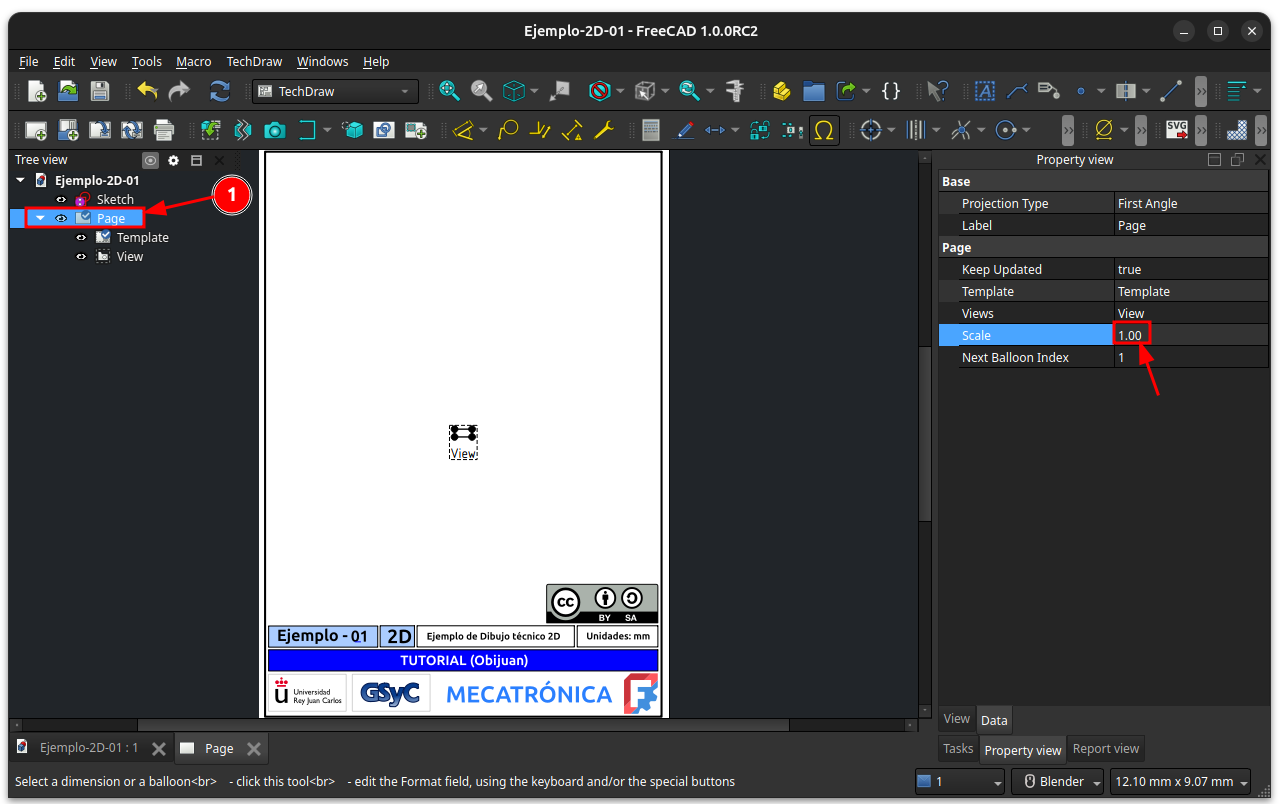 Ejemplo-2D-01 - FreeCAD 1.0.0RC2
File Edit View Tools Macro TechDraw Windows Help
TechDraw
{}
A
»
SVG
Tree view
Property view
Ejemplo-2D-01
Sketch
Page
Template
View
1
Base
Projection Type First Angle
Label Page
Page
Keep Updated true
Template Template
Views View
Scale 1.00
Next Balloon Index 1
View
cc
BY SA
Ejemplo - 01
2D
Ejemplo de Dibujo técnico 2D
Unidades: mm
TUTORIAL (Obijuan)
Universidad
Rey Juan Carlos
GSyC
MECATRÓNICA
View Data
Ejemplo-2D-01 : 1
Page
Tasks Property view Report view
Select a dimension or a balloon<br> - click this tool<br> - edit the Format field, using the keyboard and/or the special buttons
1
Blender
12.10 mm x 9.07 mm